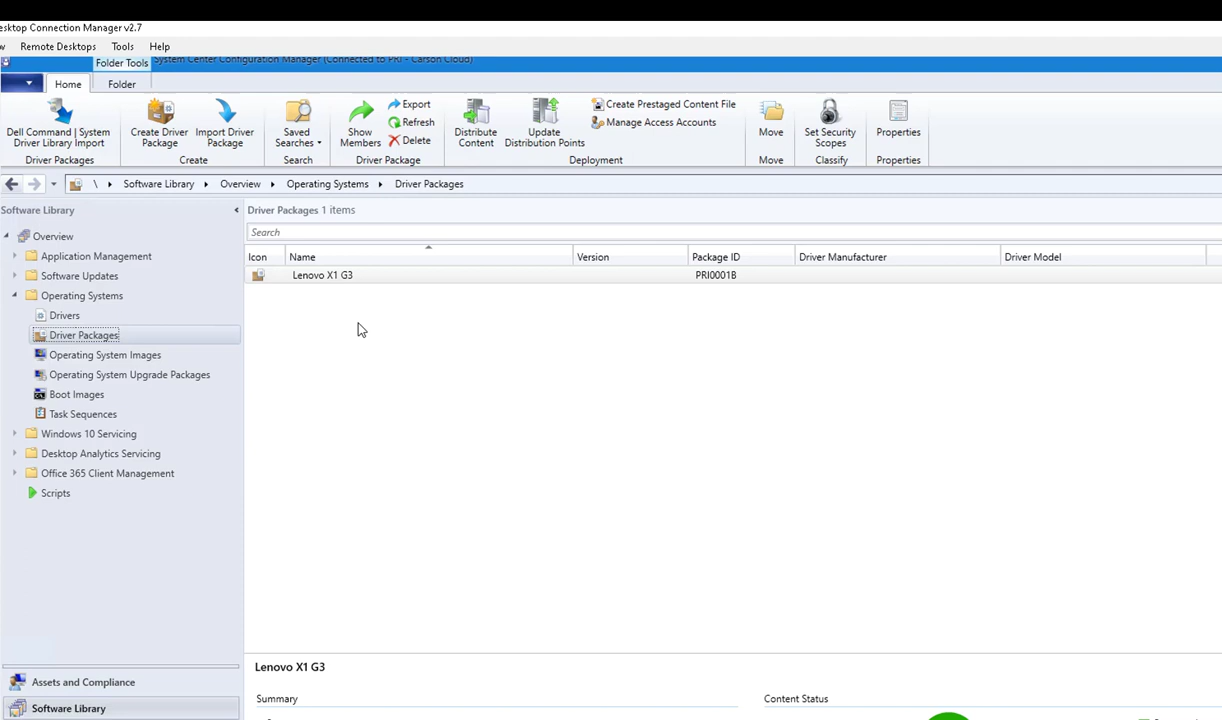 esktop Connection Manager v2.7
w Remote Desktops Tools Help
Folder Tools System Center Configuration Manager (Connected to PRI - Carson Cloud)
Home Folder
Dell Command | System Driver Library Import
Create Driver Package
Import Driver Package
Saved Searches
Show Members
Export
Refresh
Delete
Distribute Content
Update Distribution Points
Create Prestaged Content File
Manage Access Accounts
Move
Set Security Scopes
Properties
Driver Packages Create Search Driver Package Deployment Move Classify Properties
\ Software Library Overview Operating Systems Driver Packages
Software Library
Overview
Application Management
Software Updates
Operating Systems
Drivers
Driver Packages
Operating System Images
Operating System Upgrade Packages
Boot Images
Task Sequences
Windows 10 Servicing
Desktop Analytics Servicing
Office 365 Client Management
Scripts
Assets and Compliance
Software Library
Driver Packages 1 items
Search
Icon Name Version Package ID Driver Manufacturer Driver Model
Lenovo X1 G3 PRI0001B
Lenovo X1 G3
Summary Content Status